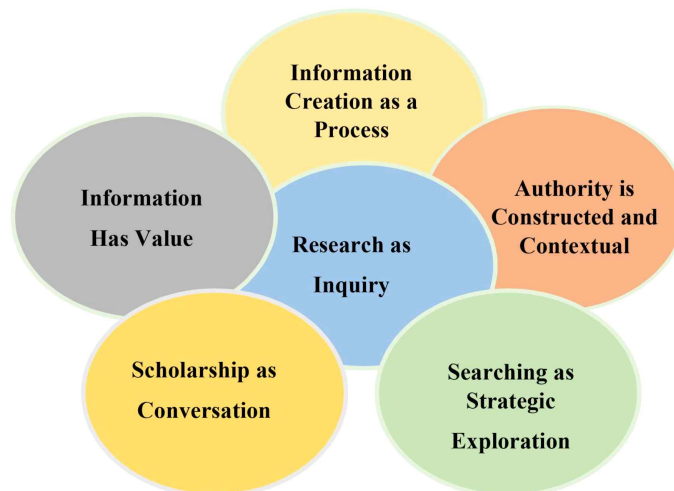 Information
Creation as a
Process
Information
Has Value
Authority is
Constructed and
Contextual
Research as
Inquiry
Scholarship as
Conversation
Searching as
Strategic
Exploration